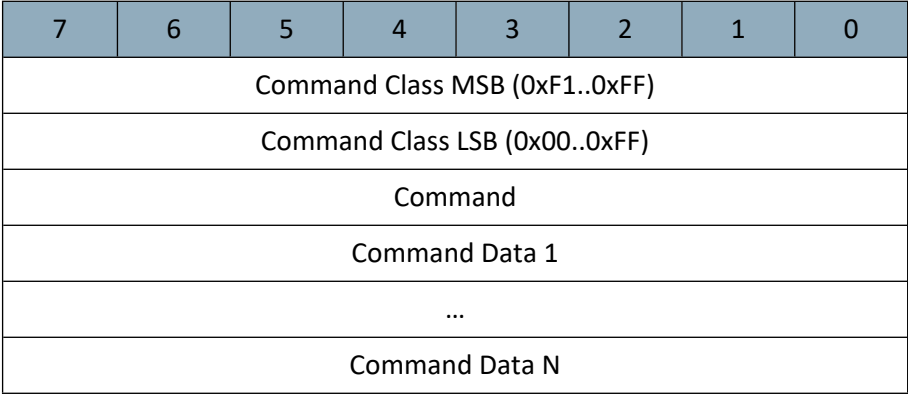 7 6 5 4 3 2 1 0
Command Class MSB (0xF1..0xFF)
Command Class LSB (0x00..0xFF)
Command
Command Data 1
...
Command Data N